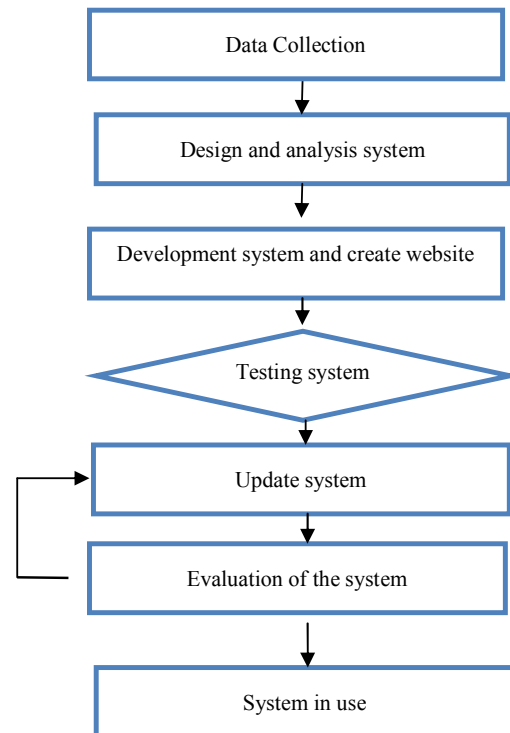 Data Collection
Design and analysis system
Development system and create website
Testing system
Update system
Evaluation of the system
System in use